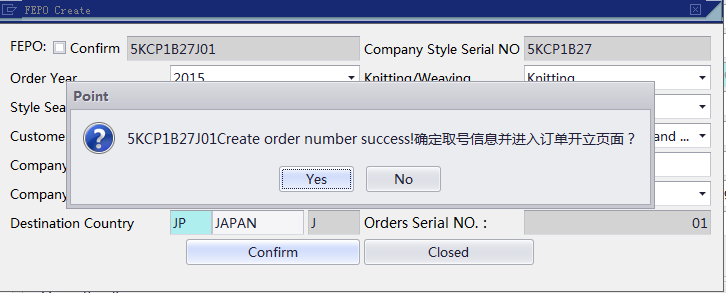 FEPO Create
FEPO: Confirm 5KCP1B27J01 Company Style Serial NO 5KCP1B27
Order Year 2015 Knitting/Weaving Knitting
Style Sea
Point
5KCP1B27J01Create order number success!确定取号信息并进入订单开立页面？
Custome and ...
Yes No
Company
Company
Destination Country JP JAPAN J Orders Serial NO. : 01
Confirm Closed